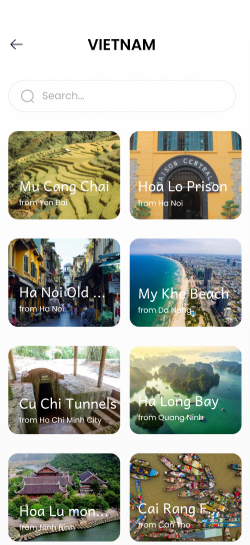 VIETNAM
Search...
Mu Cang Chai
from Yen Bai
MAISON CENTRALE
Hoa Lo Prison
from Ha Noi
Ha Noi Old ...
from Ha Noi
My Khe Beach
from Da Nang
Cu Chi Tunnels
from Ho Chi Minh City
Ha Long Bay
from Quang Ninh
Hoa Lu mon...
from Ninh Binh
Cai Rang F...
from Can Tho